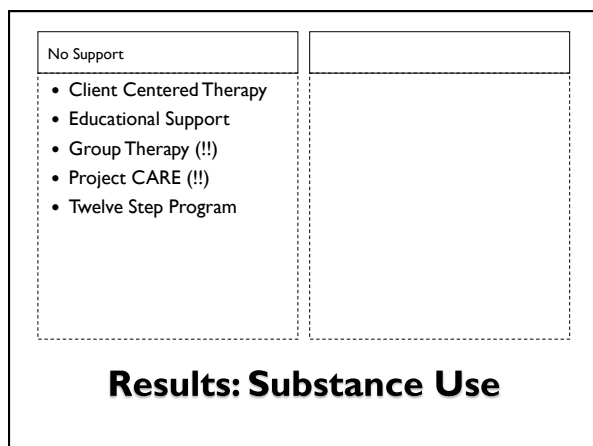 No Support
• Client Centered Therapy
• Educational Support
• Group Therapy (!!)
• Project CARE (!!)
• Twelve Step Program
Results: Substance Use